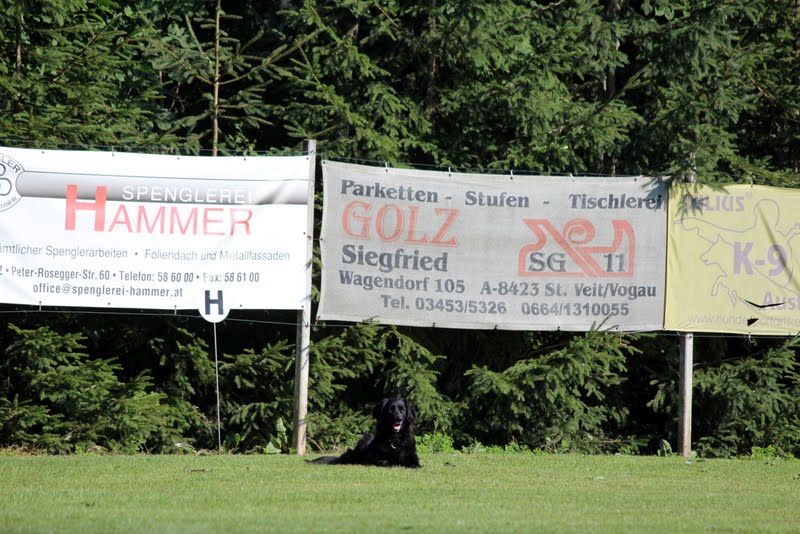 SPENGLEREI
HAMMER
ämtlicher Spenglerarbeiten • Foliendach und Metallfassaden
• Peter-Rosegger-Str. 60 • Telefon: 58 60 00 • Fax: 58 61 00
office@spenglerei-hammer.at
H
Parketten - Stufen - Tischlerei
GOLZ
Siegfried
SG 11
Wagendorf 105 A-8423 St. Veit/Vogau
Tel. 03453/5326 0664/1310055
K-9